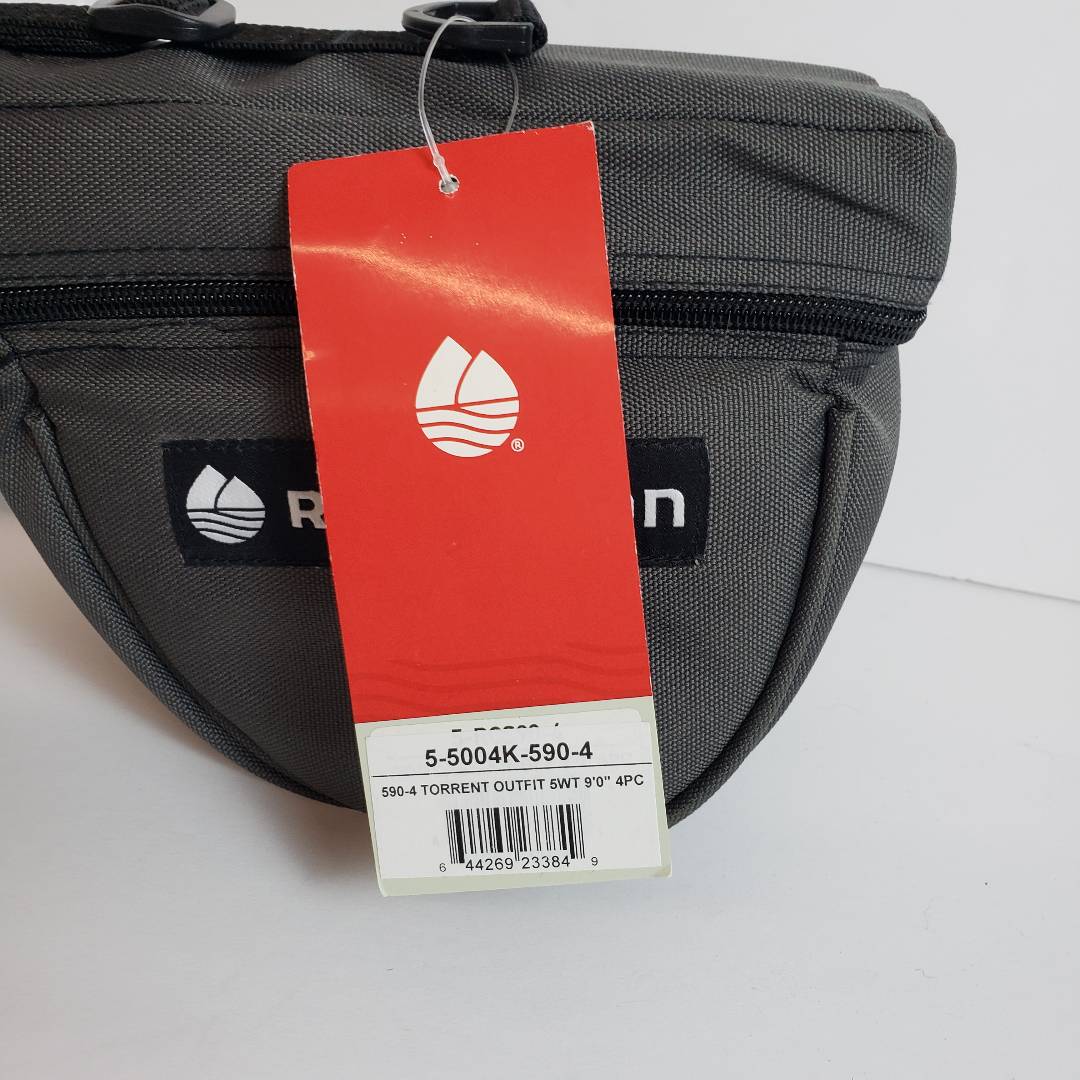 ®
R n
5-5004K-590-4
590-4 TORRENT OUTFIT 5WT 9'0" 4PC
6 44269 23384 9